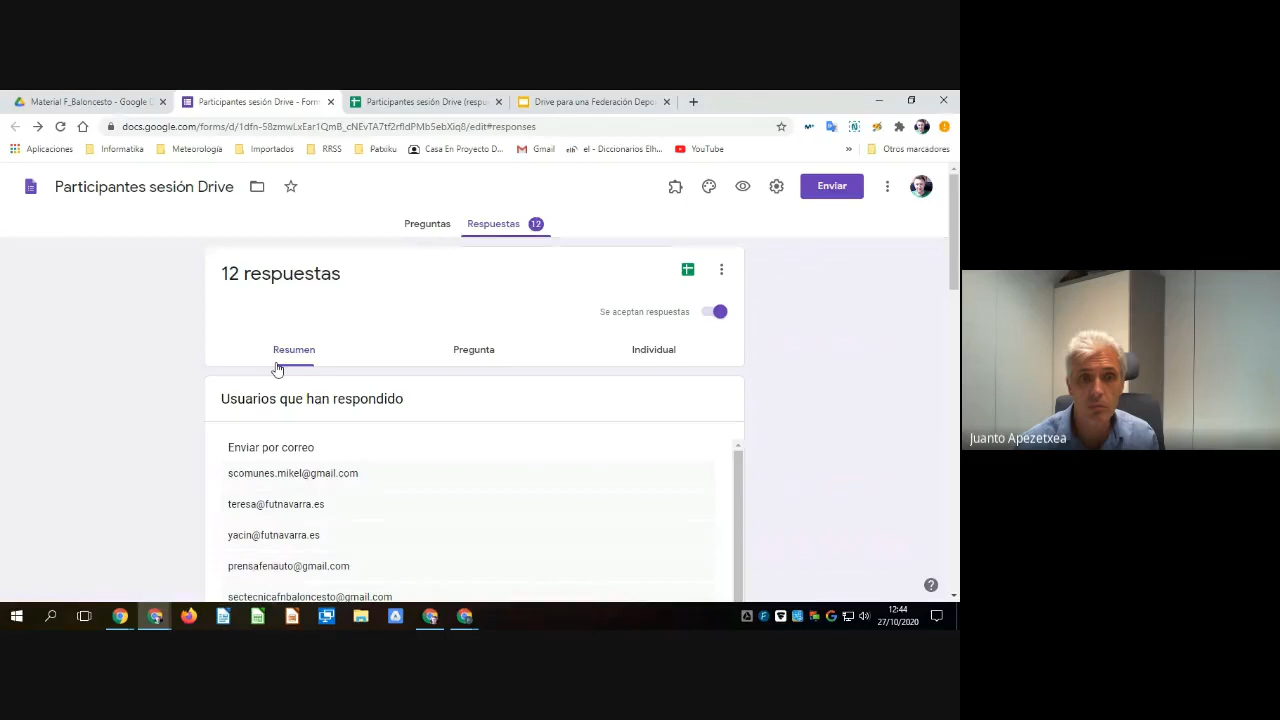 Material F_Baloncesto - Google D
Participantes sesión Drive - Form
Participantes sesión Drive (respu
Drive para una Federación Depo
docs.google.com/forms/d/1dfn-58zmwLxEar1QmB_cNEvTA7tf2rfldPMbSebXiq8/edit#responses
Aplicaciones
Informatika
Meteorología
Importados
RRSS
Patxiku
Casa En Proyecto D...
Gmail
el - Diccionarios Elh...
YouTube
»
Otros marcadores
Participantes sesión Drive
Enviar
Preguntas
Respuestas 12
12 respuestas
Se aceptan respuestas
Resumen
Pregunta
Individual
Usuarios que han respondido
Enviar por correo
scomunes.mikel@gmail.com
teresa@futnavarra.es
yacin@futnavarra.es
prensafenauto@gmail.com
sectecnicafnbaloncesto@gmail.com
Juanto Apezetxea
12:44
27/10/2020